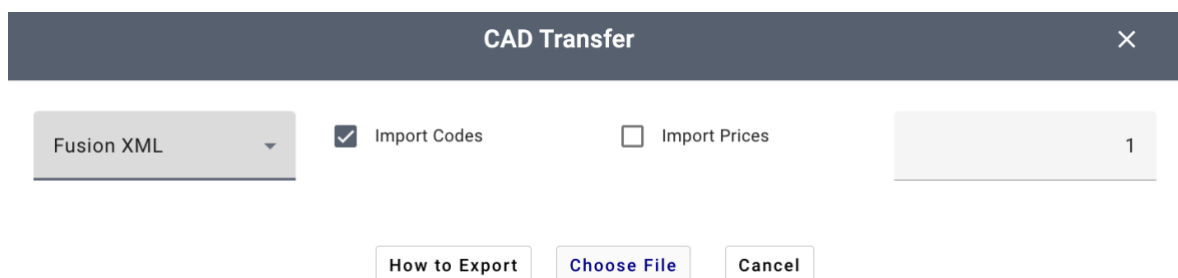 CAD Transfer
Fusion XML Import Codes Import Prices 1
How to Export Choose File Cancel